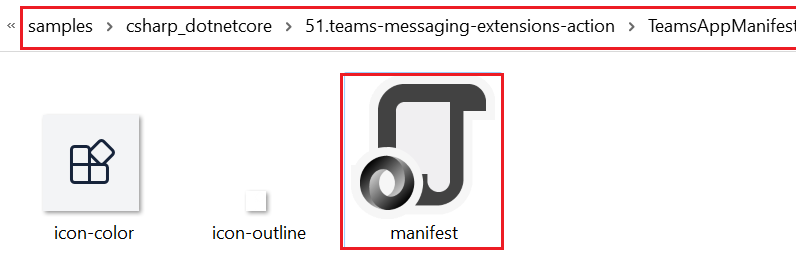 « samples > csharp_dotnetcore > 51.teams-messaging-extensions-action > TeamsAppManifest
icon-color icon-outline manifest